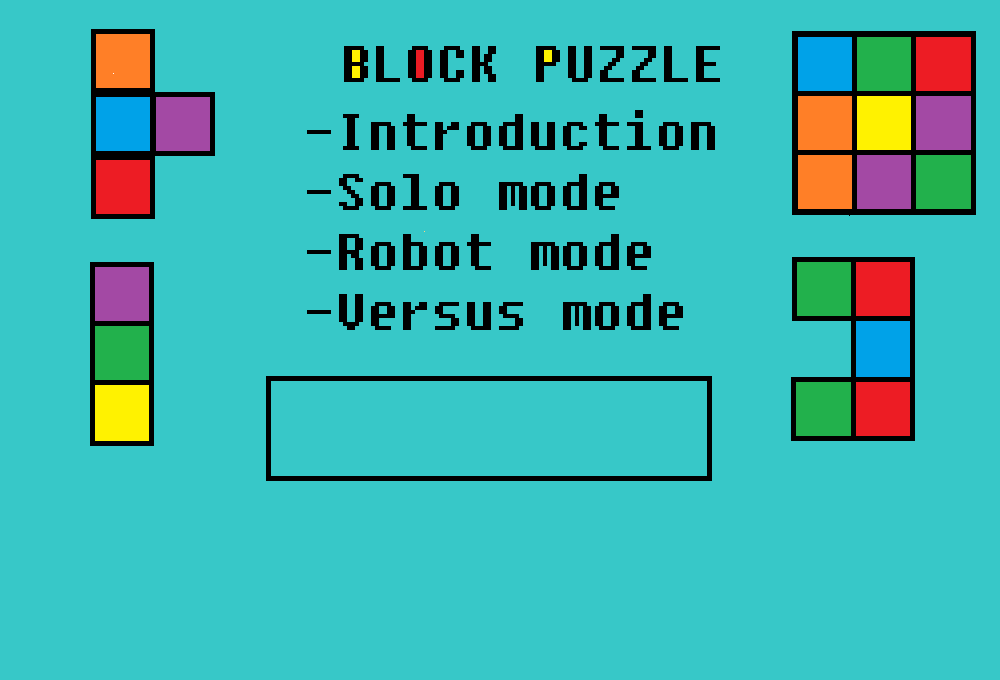 BLOCK PUZZLE
-Introduction
-Solo mode
-Robot mode
-Versus mode